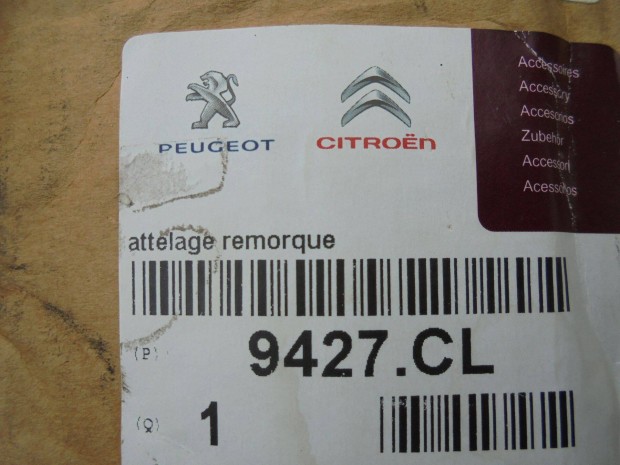 PEUGEOT
CITROËN
Accessoires
Accessory
Accesorios
Zubehör
Accessori
Acessórios
attelage remorque
(P) 9427.CL
(Q) 1